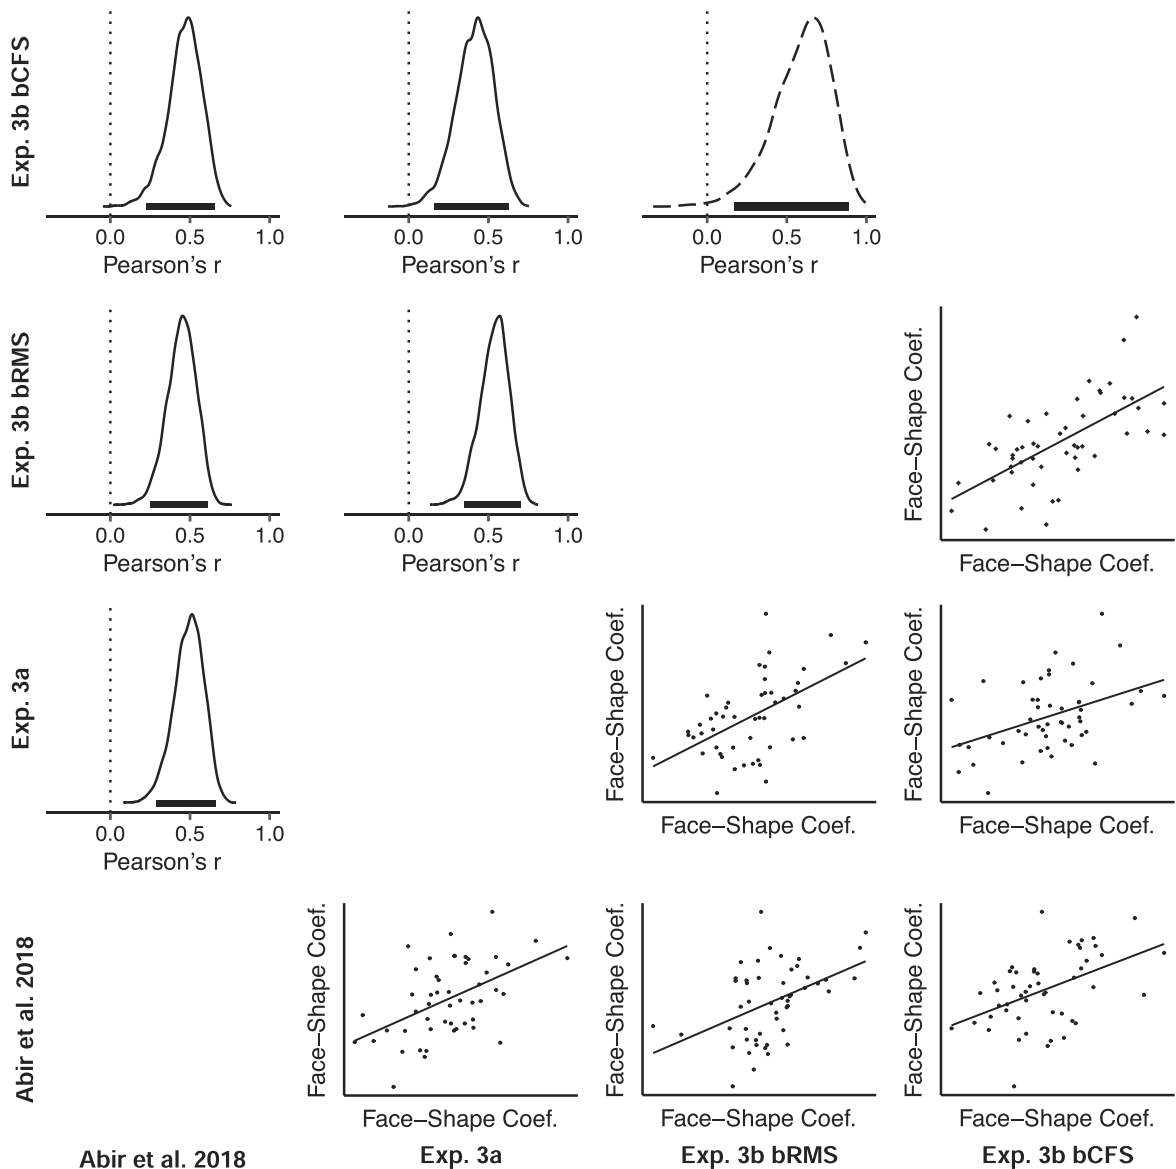 Exp. 3b bCFS
0.0 0.5 1.0
Pearson's r
0.0 0.5 1.0
Pearson's r
0.0 0.5 1.0
Pearson's r
Exp. 3b bRMS
0.0 0.5 1.0
Pearson's r
0.0 0.5 1.0
Pearson's r
Face–Shape Coef.
Face–Shape Coef.
Exp. 3a
0.0 0.5 1.0
Pearson's r
Face–Shape Coef.
Face–Shape Coef.
Face–Shape Coef.
Face–Shape Coef.
Abir et al. 2018
Face–Shape Coef.
Face–Shape Coef.
Face–Shape Coef.
Face–Shape Coef.
Face–Shape Coef.
Face–Shape Coef.
Abir et al. 2018
Exp. 3a
Exp. 3b bRMS
Exp. 3b bCFS